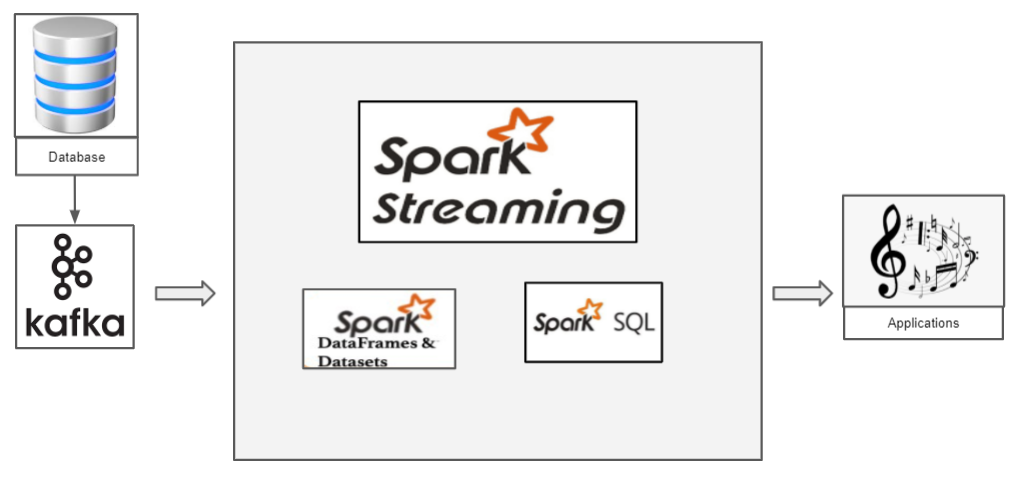 Database
kafka
Spark
Streaming
Spark
DataFrames &
Datasets
Spark SQL
Applications